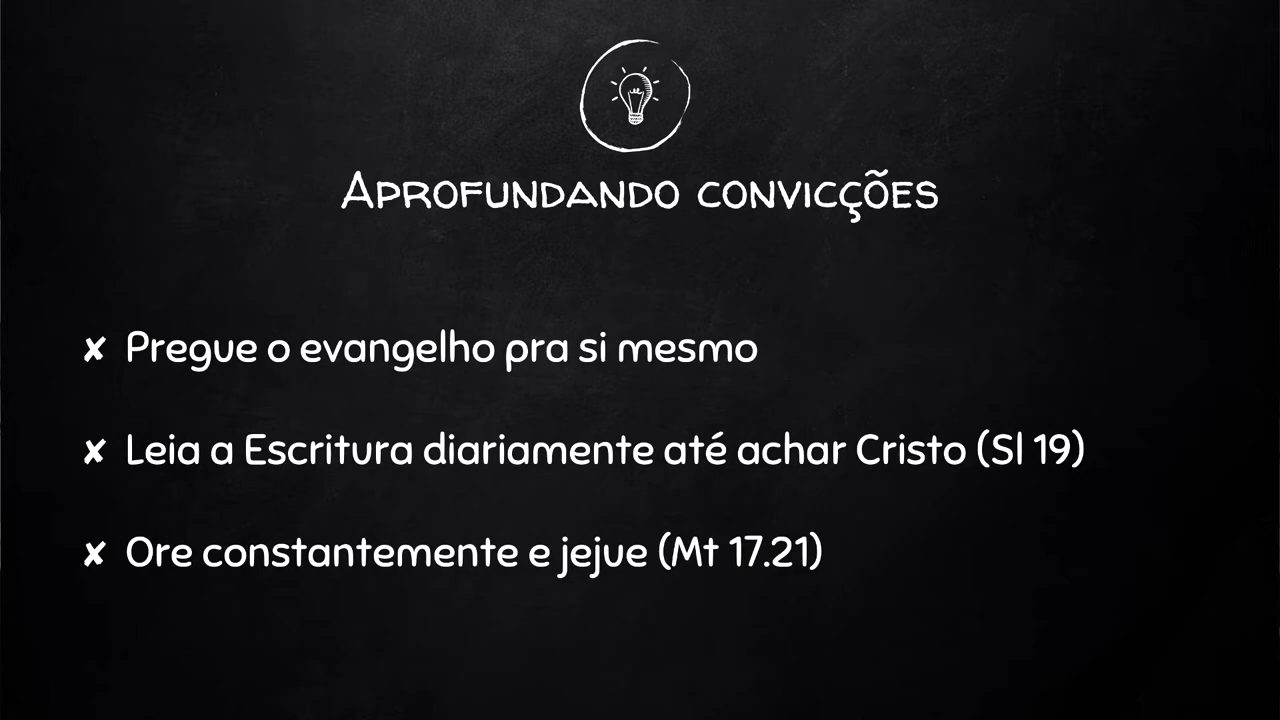 Aprofundando convicções
✘ Pregue o evangelho pra si mesmo
✘ Leia a Escritura diariamente até achar Cristo (Sl 19)
✘ Ore constantemente e jejue (Mt 17.21)